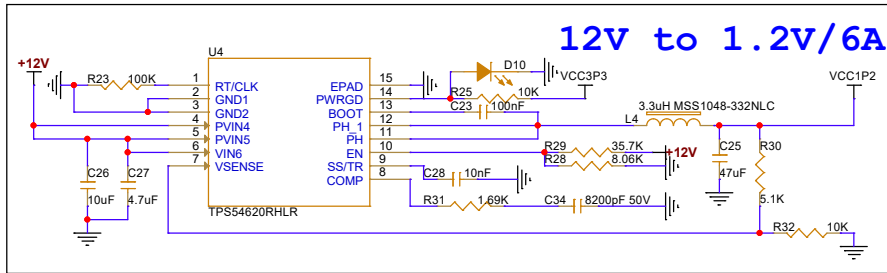 12V to 1.2V/6A
U4
+12V
R23 100K
D10
VCC3P3
VCC1P2
1 RT/CLK EPAD 15
2 GND1 PWRGD 14
3 GND2 BOOT 13
4 PVIN4 PH_1 12
5 PVIN5 PH 11
6 VIN6 EN 10
7 VSENSE SS/TR 9
COMP 8
R25 10K
C23 100nF
L4 3.3uH MSS1048-332NLC
R29 35.7K +12V
R28 8.06K
C25
47uF
R30
5.1K
C26
10uF
C27
4.7uF
C28 10nF
R31 1.69K C34 8200pF 50V
TPS54620RHLR
R32 10K